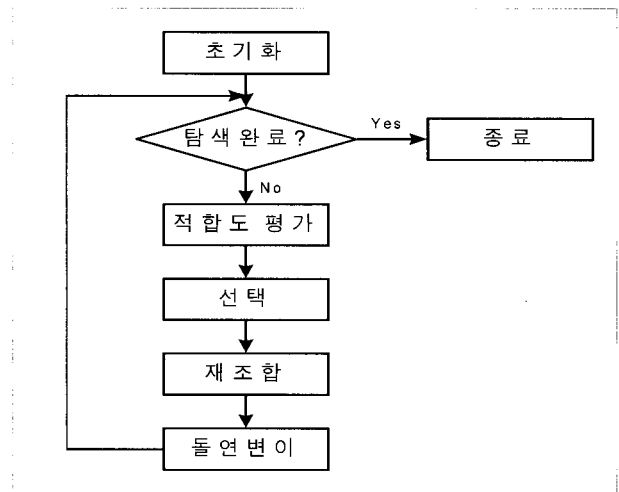 초기화
탐색완료?
Yes
종료
No
적합도 평가
선택
재조합
돌연변이